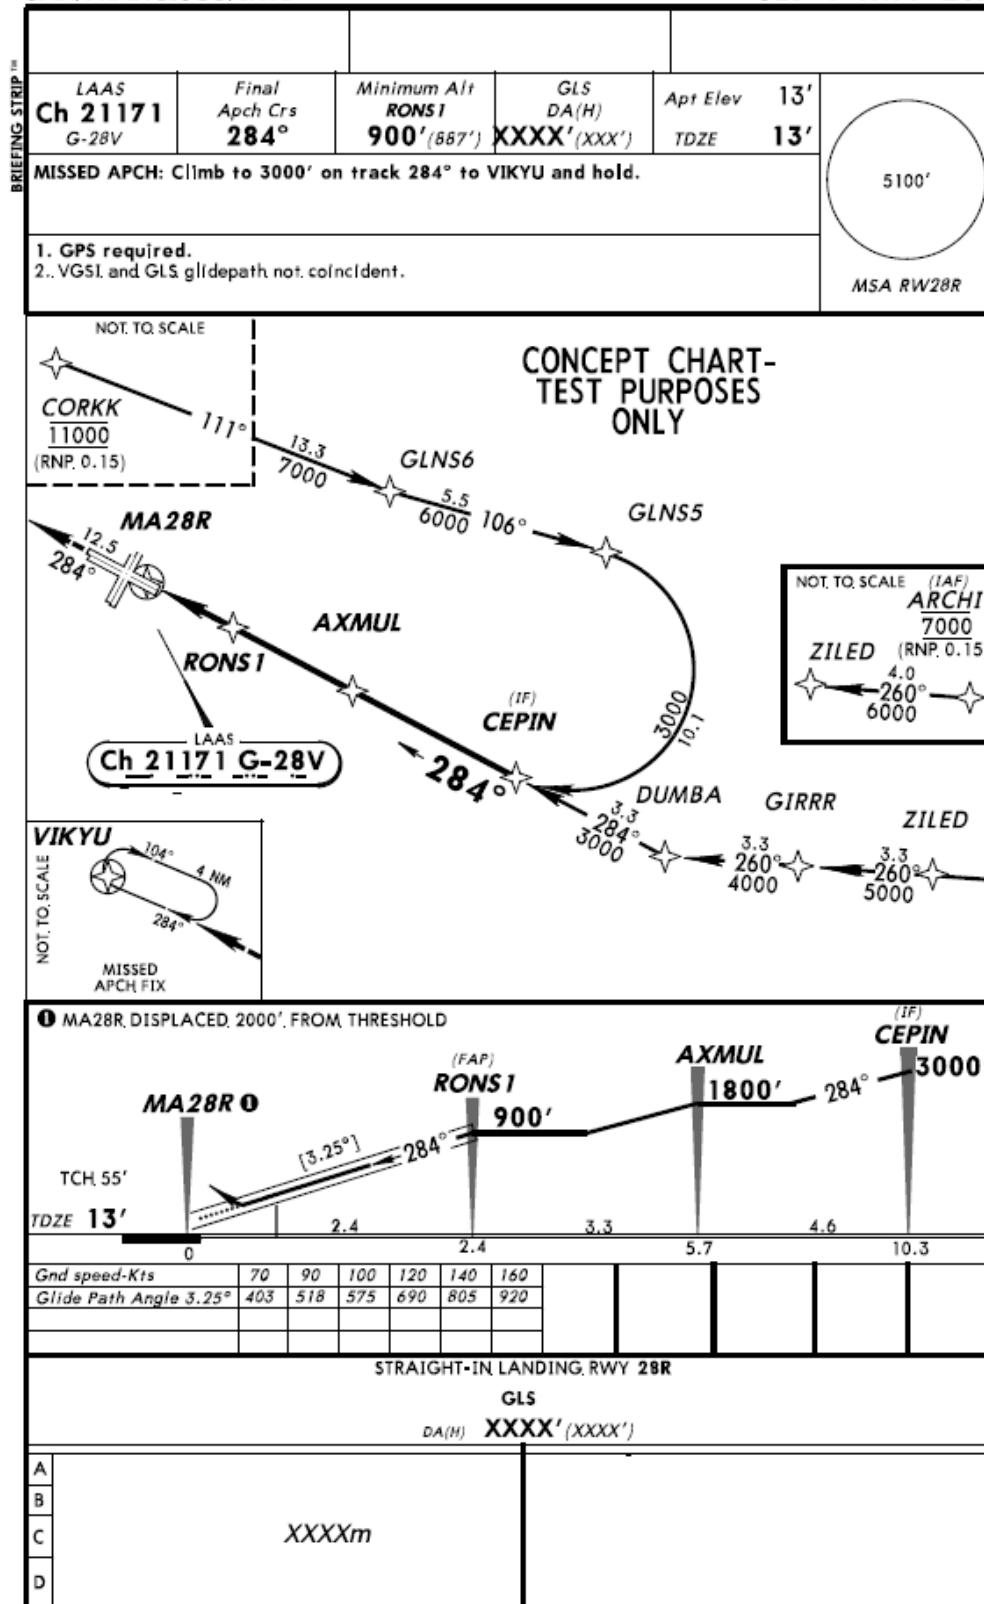 BRIEFING STRIP™
LAAS
Ch 21171
G-28V
Final
Apch Crs
284°
Minimum Alt
RONS1
900'(887')
GLS
DA(H)
XXXX'(XXX')
Apt Elev 13'
TDZE 13'
MISSED APCH: Climb to 3000' on track 284° to VIKYU and hold.
5100'
MSA RW28R
1. GPS required.
2. VGSI and GLS glidepath not coincident.
NOT TO SCALE
CORKK
11000
(RNP 0.15)
CONCEPT CHART-
TEST PURPOSES
ONLY
111°
13.3
7000
GLNS6
5.5
6000
106°
GLNS5
MA28R
12.5
284°
AXMUL
RONS1
NOT TO SCALE
(IAF)
ARCHI
7000
(RNP 0.15
ZILED
4.0
260°
6000
(IF)
CEPIN
3000
10.1
LAAS
Ch 21171 G-28V
284°
DUMBA
GIRRR
ZILED
3.3
284°
3000
3.3
260°
4000
3.3
260°
5000
VIKYU
NOT TO SCALE
104°
4 NM
284°
MISSED
APCH FIX
❶ MA28R DISPLACED 2000' FROM THRESHOLD
(IF)
CEPIN
3000
AXMUL
1800'
284°
(FAP)
RONS1
900'
MA28R ❶
[3.25°]
284°
TCH 55'
TDZE 13'
2.4
3.3
4.6
0
2.4
5.7
10.3
Gnd speed-Kts 70 90 100 120 140 160
Glide Path Angle 3.25° 403 518 575 690 805 920
STRAIGHT-IN LANDING RWY 28R
GLS
DA(H) XXXX'(XXXX')
A
B
C
XXXXm
D